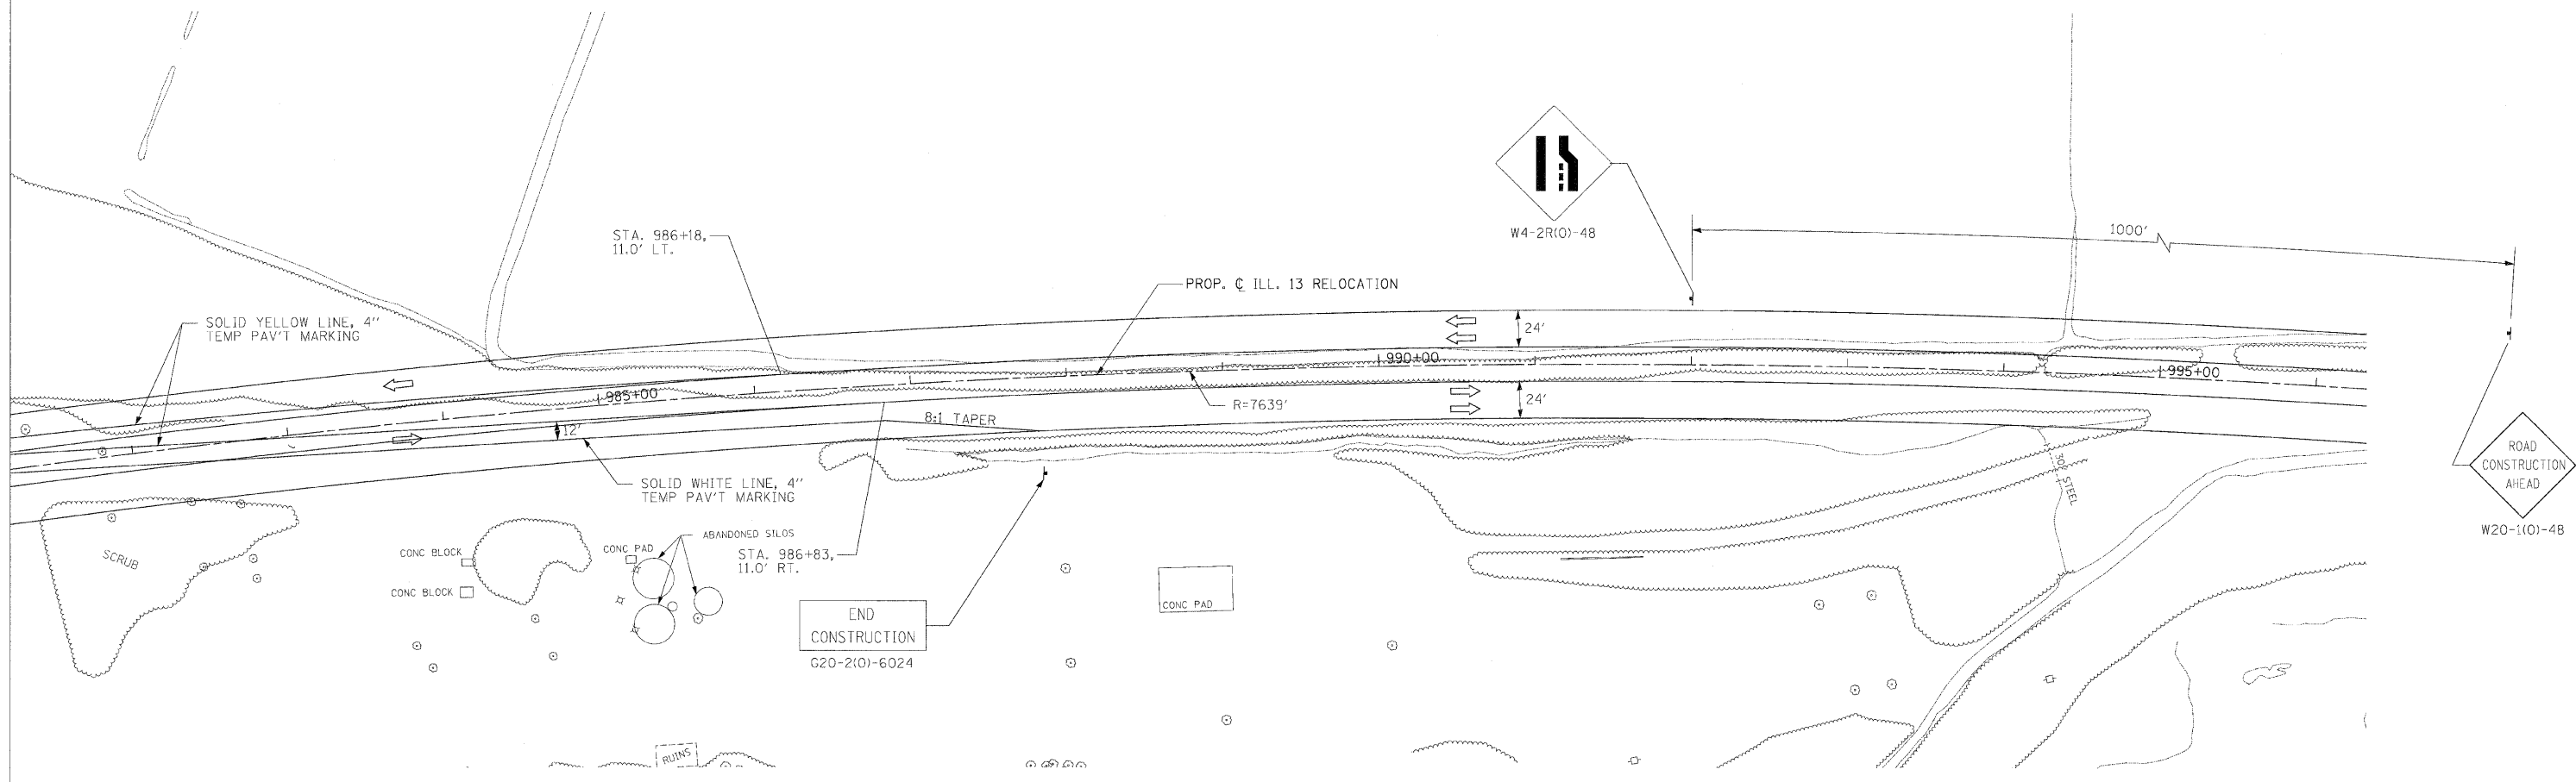 W4-2R(O)-48
1000'
STA. 986+18,
11.0' LT.
PROP. ℄ ILL. 13 RELOCATION
SOLID YELLOW LINE, 4"
TEMP PAV'T MARKING
24'
990+00
995+00
985+00
24'
R=7639'
8:1 TAPER
12'
SOLID WHITE LINE, 4"
TEMP PAV'T MARKING
ROAD
CONSTRUCTION
AHEAD
W20-1(O)-48
STEEL
SCRUB
CONC BLOCK
CONC PAD
ABANDONED SILOS
STA. 986+83,
11.0' RT.
CONC BLOCK
END
CONSTRUCTION
G20-2(O)-6024
CONC PAD
RUINS